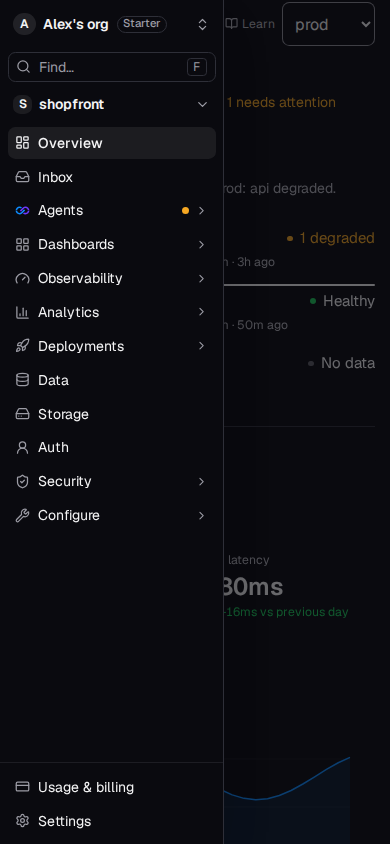 A Alex's org Starter
Learn
prod
Find... F
S shopfront
1 needs attention
Overview
Inbox
Agents
Dashboards
Observability
Analytics
Deployments
Data
Storage
Auth
Security
Configure
Usage & billing
Settings
api degraded.
1 degraded
· 3h ago
Healthy
· 50m ago
No data
latency
30ms
-16ms vs previous day